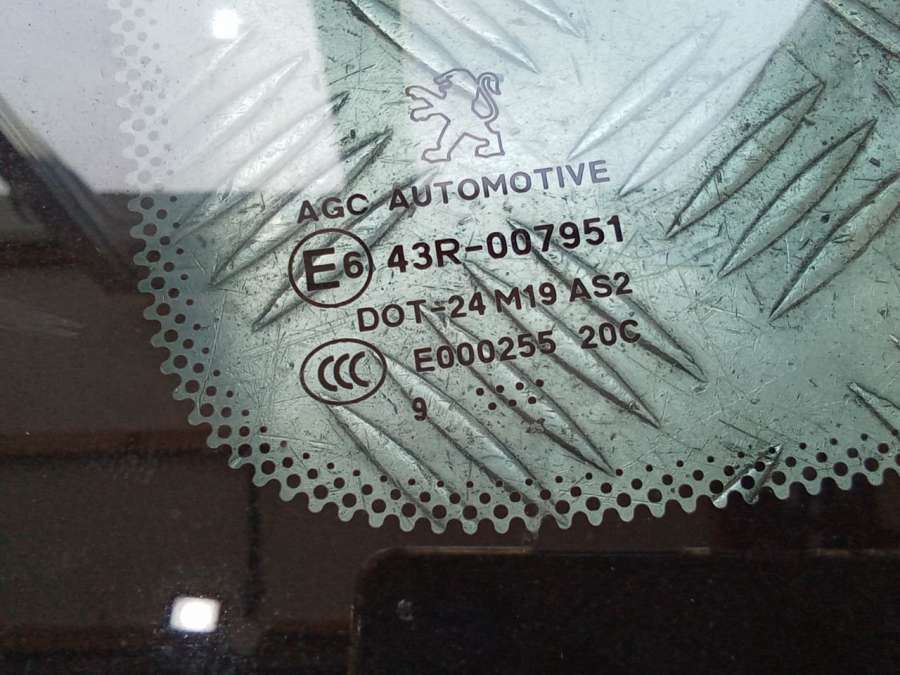 AGC AUTOMOTIVE
E6 43R-007951
DOT-24 M19 AS2
CCC E000255 20C
9